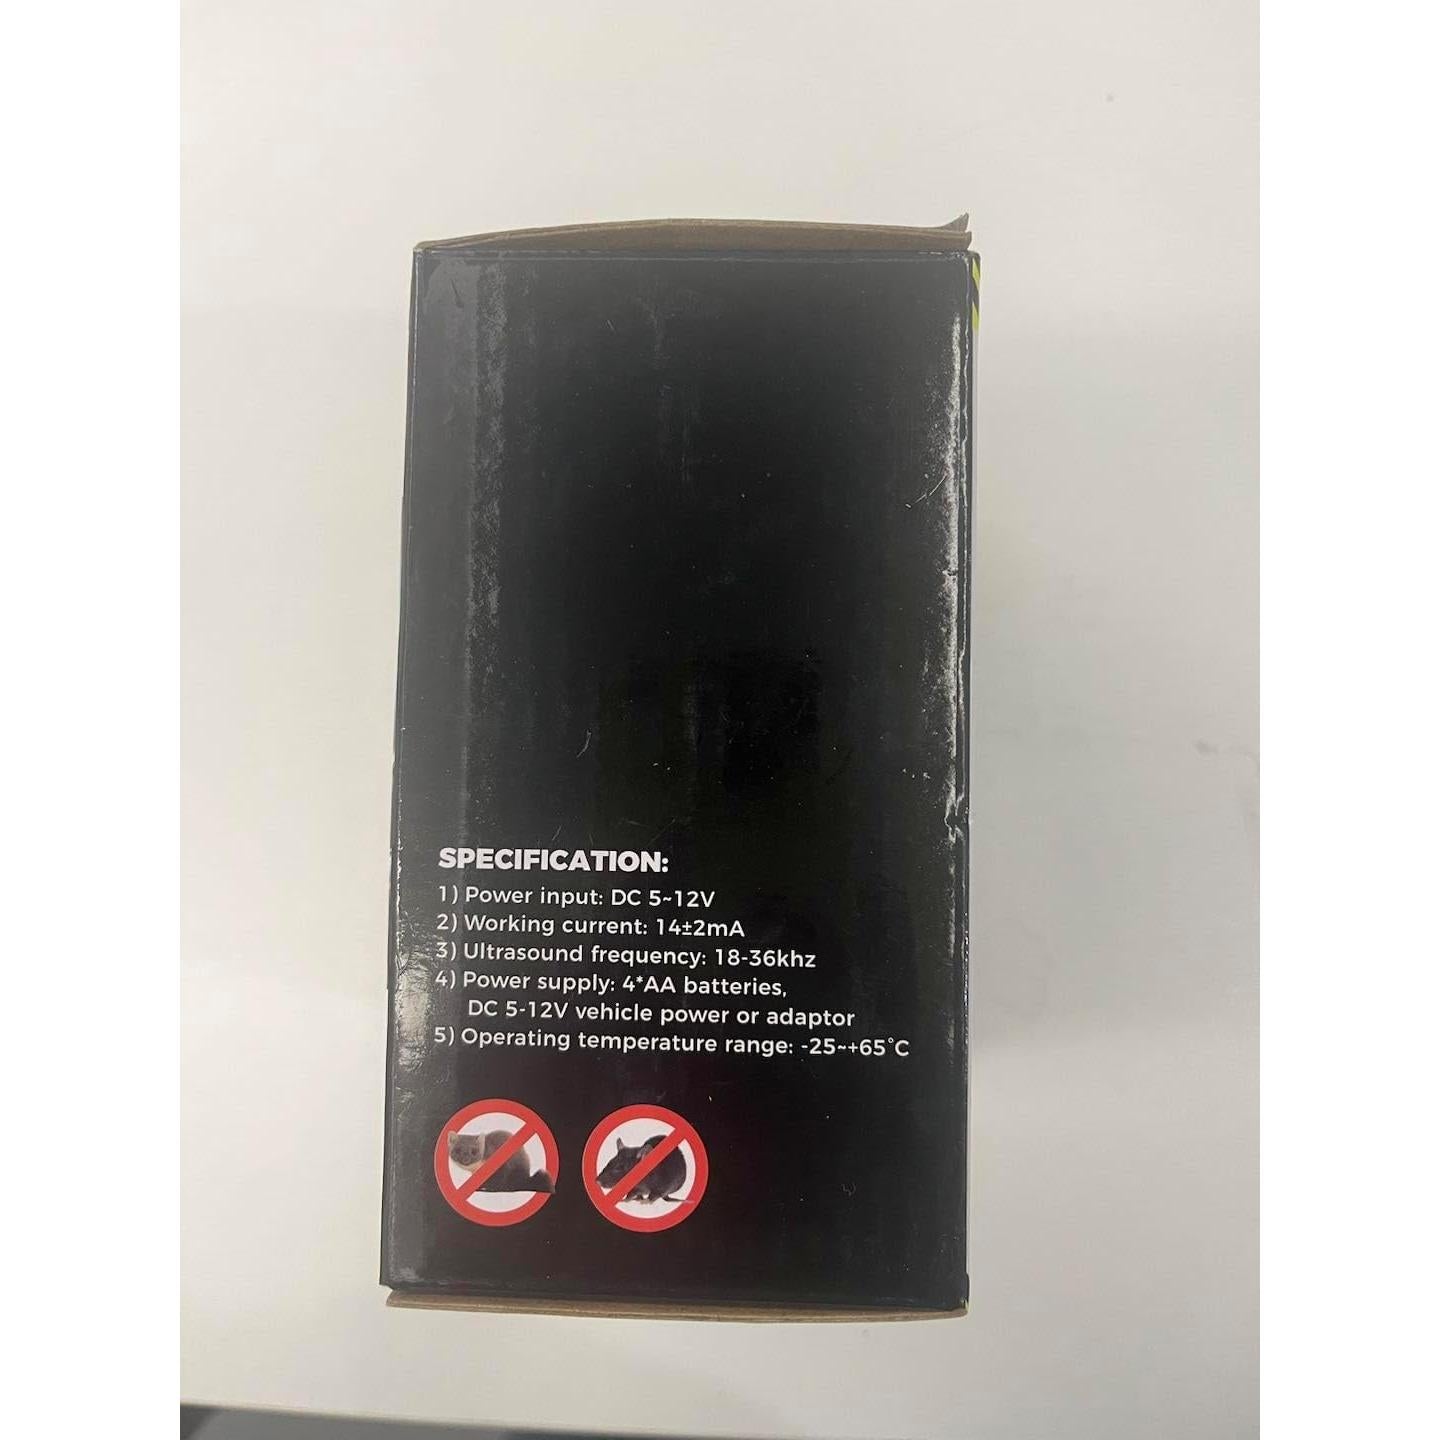 SPECIFICATION:
1) Power input: DC 5~12V
2) Working current: 14±2mA
3) Ultrasound frequency: 18-36khz
4) Power supply: 4*AA batteries,
DC 5-12V vehicle power or adaptor
5) Operating temperature range: -25~+65°C